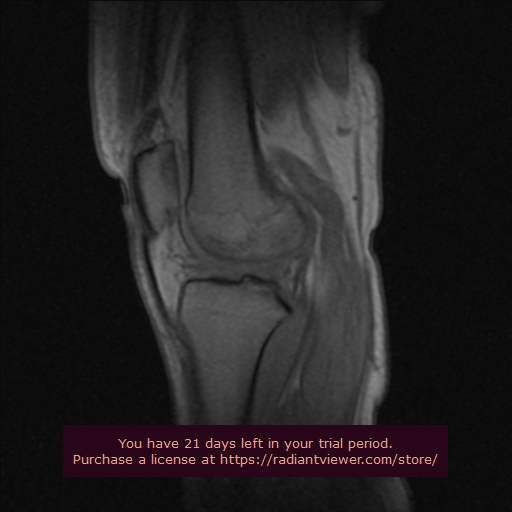 You have 21 days left in your trial period.
Purchase a license at https://radiantviewer.com/store/